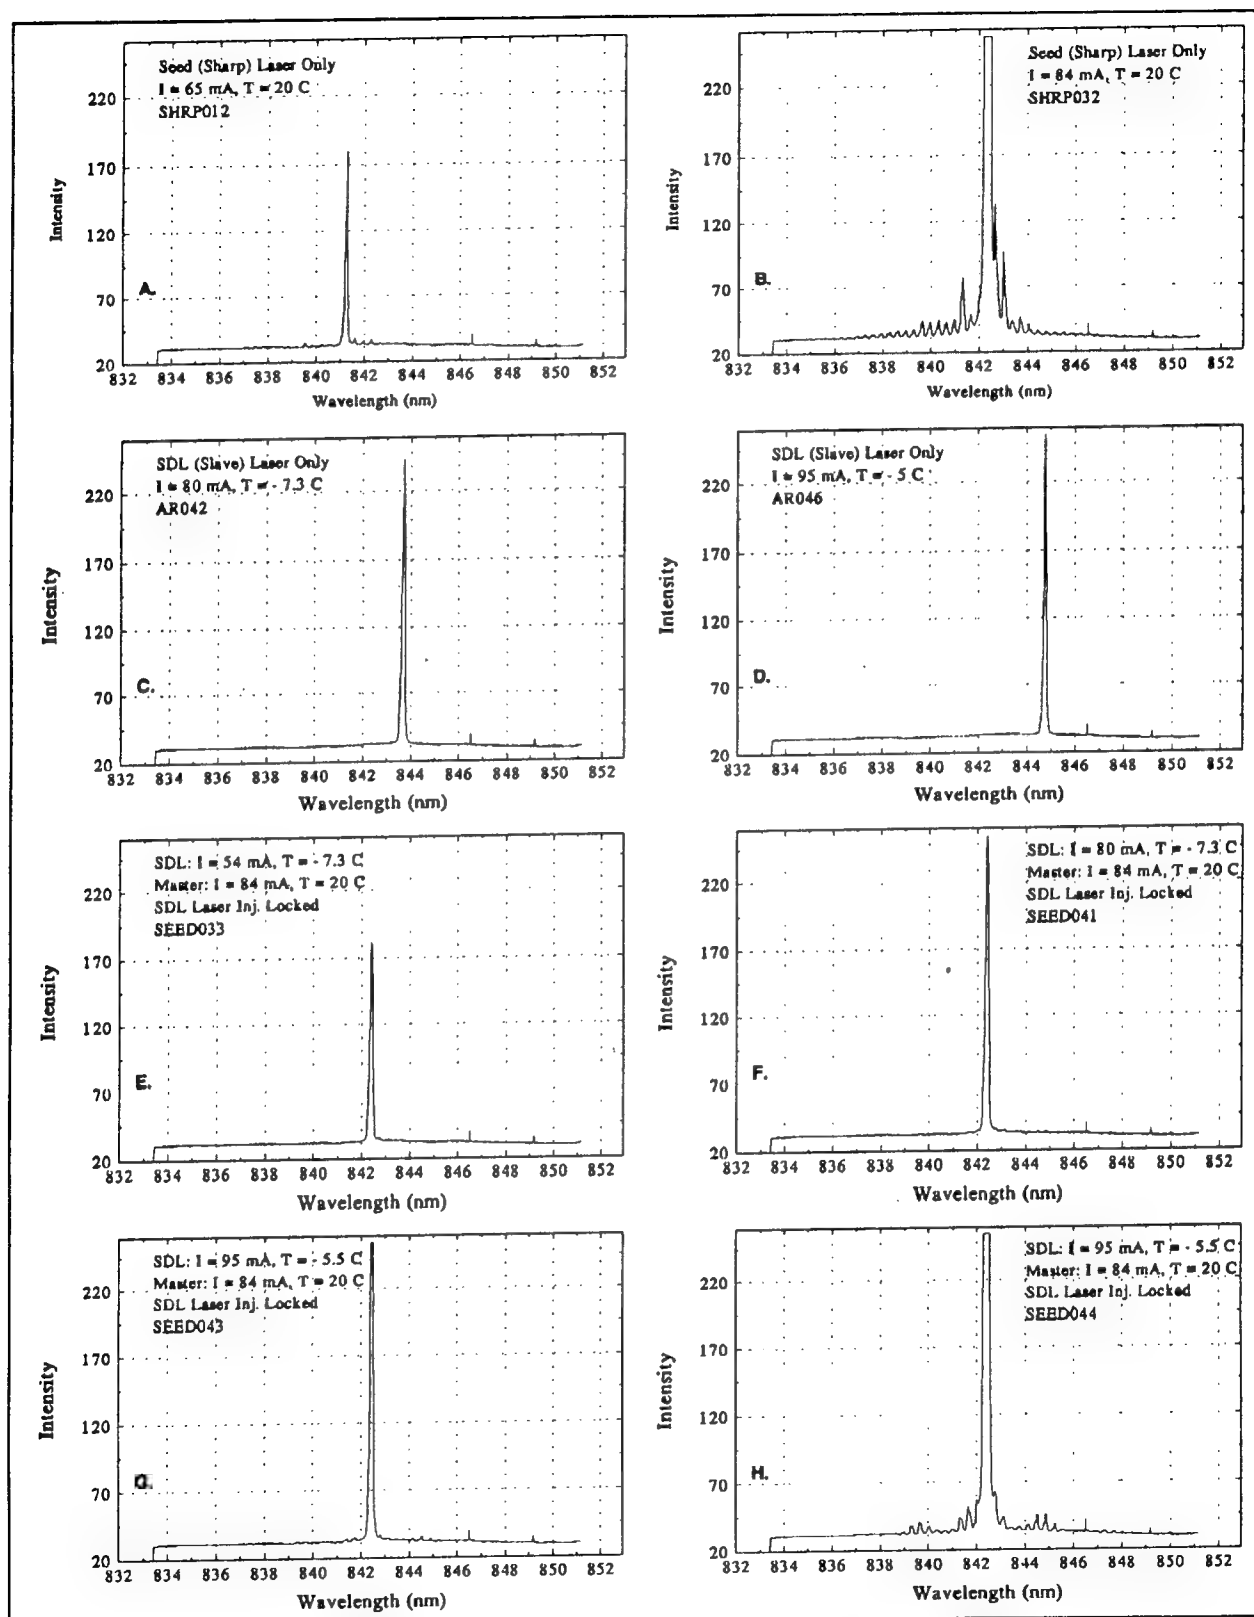 Seed (Sharp) Laser Only
I = 65 mA, T = 20 C
SHRP012
220
170
120
70
20
Intensity
A.
832 834 836 838 840 842 844 846 848 850 852
Wavelength (nm)
Seed (Sharp) Laser Only
I = 84 mA, T = 20 C
SHRP032
220
170
120
70
20
Intensity
B.
832 834 836 838 840 842 844 846 848 850 852
Wavelength (nm)
SDL (Slave) Laser Only
I = 80 mA, T = - 7.3 C
AR042
220
170
120
70
20
Intensity
C.
832 834 836 838 840 842 844 846 848 850 852
Wavelength (nm)
SDL (Slave) Laser Only
I = 95 mA, T = - 5 C
AR046
220
170
120
70
20
Intensity
D.
832 834 836 838 840 842 844 846 848 850 852
Wavelength (nm)
SDL: I = 54 mA, T = - 7.3 C
Master: I = 84 mA, T = 20 C
SDL Laser Inj. Locked
SEED033
220
170
120
70
20
Intensity
E.
832 834 836 838 840 842 844 846 848 850 852
Wavelength (nm)
SDL: I = 80 mA, T = - 7.3 C
Master: I = 84 mA, T = 20 C
SDL Laser Inj. Locked
SEED041
220
170
120
70
20
Intensity
F.
832 834 836 838 840 842 844 846 848 850 852
Wavelength (nm)
SDL: I = 95 mA, T = - 5.5 C
Master: I = 84 mA, T = 20 C
SDL Laser Inj. Locked
SEED043
220
170
120
70
20
Intensity
G.
832 834 836 838 840 842 844 846 848 850 852
Wavelength (nm)
SDL: I = 95 mA, T = - 5.5 C
Master: I = 84 mA, T = 20 C
SDL Laser Inj. Locked
SEED044
220
170
120
70
20
Intensity
H.
832 834 836 838 840 842 844 846 848 850 852
Wavelength (nm)